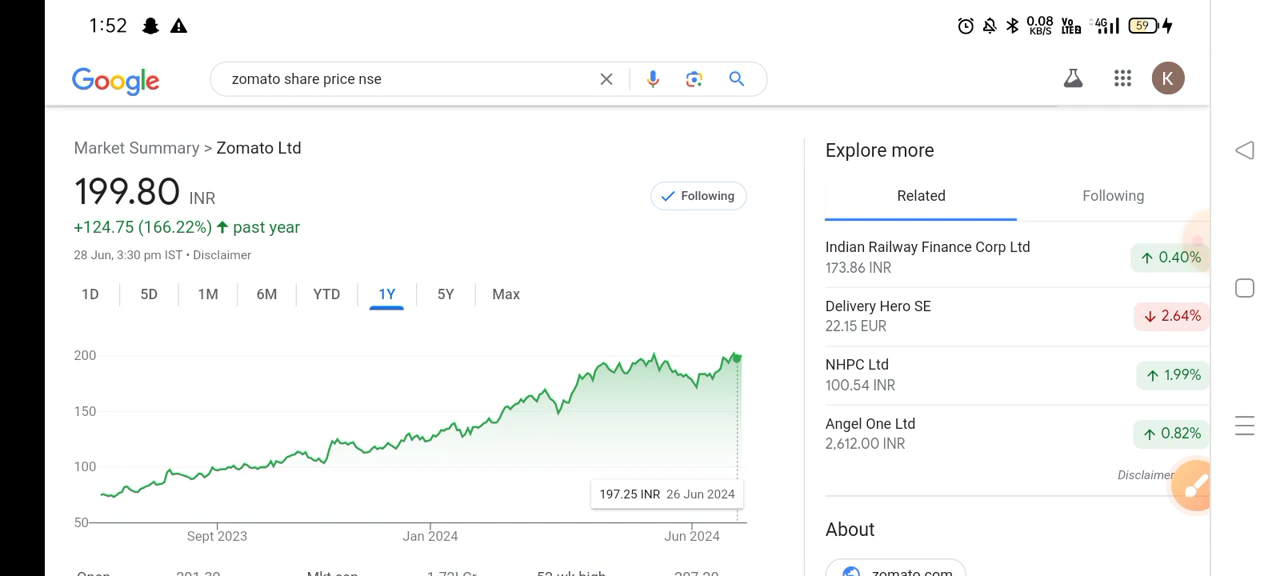 1:52
0.08
KB/S
4G
59
Google
zomato share price nse
K
Market Summary > Zomato Ltd
199.80 INR
Following
+124.75 (166.22%) ↑ past year
28 Jun, 3:30 pm IST • Disclaimer
1D 5D 1M 6M YTD 1Y 5Y Max
200
150
100
50
197.25 INR 26 Jun 2024
Sept 2023 Jan 2024 Jun 2024
Explore more
Related Following
Indian Railway Finance Corp Ltd
173.86 INR
↑ 0.40%
Delivery Hero SE
22.15 EUR
↓ 2.64%
NHPC Ltd
100.54 INR
↑ 1.99%
Angel One Ltd
2,612.00 INR
↑ 0.82%
Disclaimer
About
zomato.com